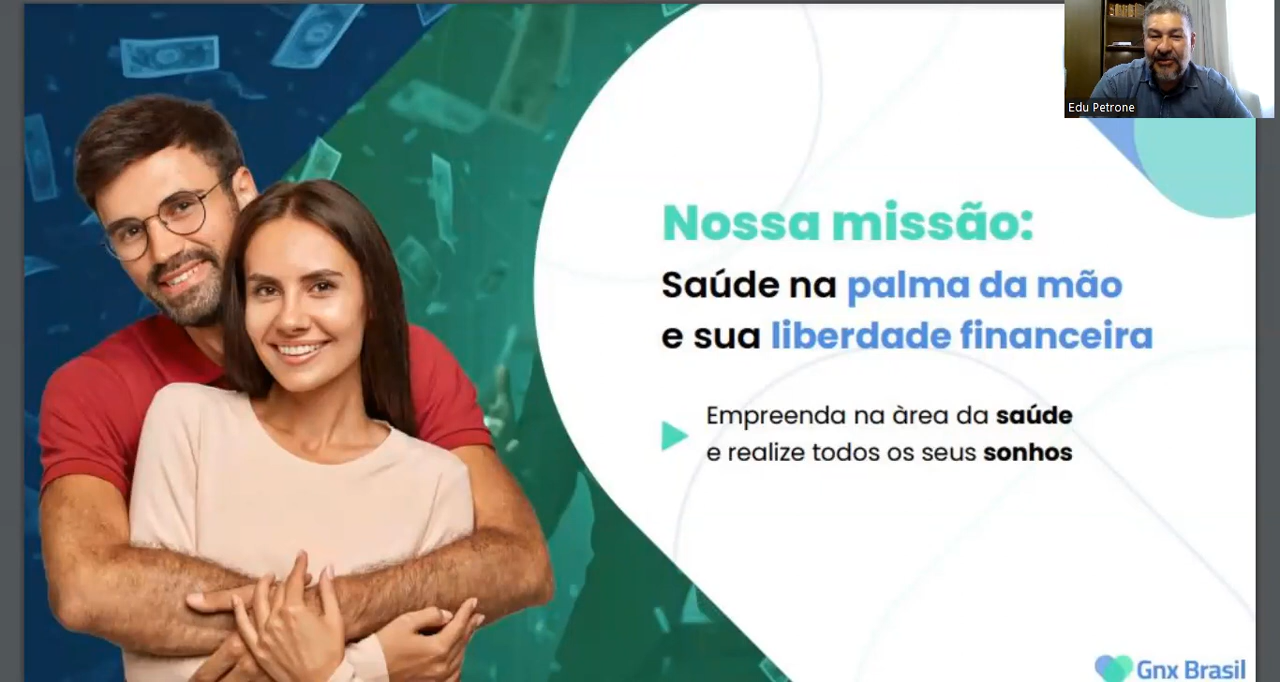 Edu Petrone
Nossa missão:
Saúde na palma da mão
e sua liberdade financeira
Empreenda na àrea da saúde
e realize todos os seus sonhos
Gnx Brasil